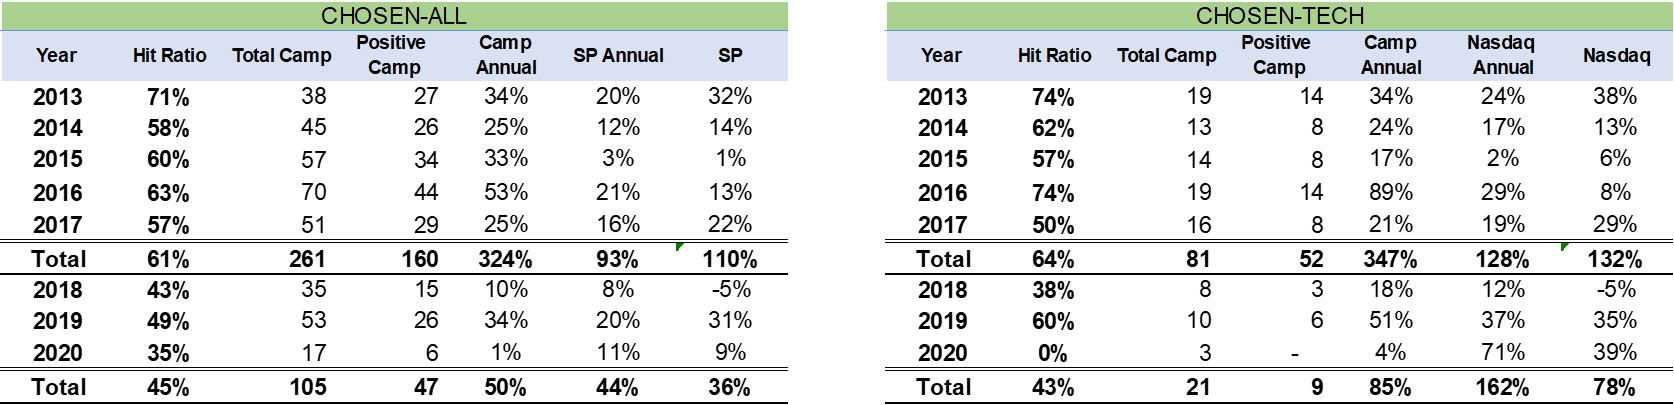 CHOSEN-ALL
Year Hit Ratio Total Camp Positive Camp Camp Annual SP Annual SP
2013 71% 38 27 34% 20% 32%
2014 58% 45 26 25% 12% 14%
2015 60% 57 34 33% 3% 1%
2016 63% 70 44 53% 21% 13%
2017 57% 51 29 25% 16% 22%
Total 61% 261 160 324% 93% 110%
2018 43% 35 15 10% 8% -5%
2019 49% 53 26 34% 20% 31%
2020 35% 17 6 1% 11% 9%
Total 45% 105 47 50% 44% 36%
CHOSEN-TECH
Year Hit Ratio Total Camp Positive Camp Camp Annual Nasdaq Annual Nasdaq
2013 74% 19 14 34% 24% 38%
2014 62% 13 8 24% 17% 13%
2015 57% 14 8 17% 2% 6%
2016 74% 19 14 89% 29% 8%
2017 50% 16 8 21% 19% 29%
Total 64% 81 52 347% 128% 132%
2018 38% 8 3 18% 12% -5%
2019 60% 10 6 51% 37% 35%
2020 0% 3 - 4% 71% 39%
Total 43% 21 9 85% 162% 78%